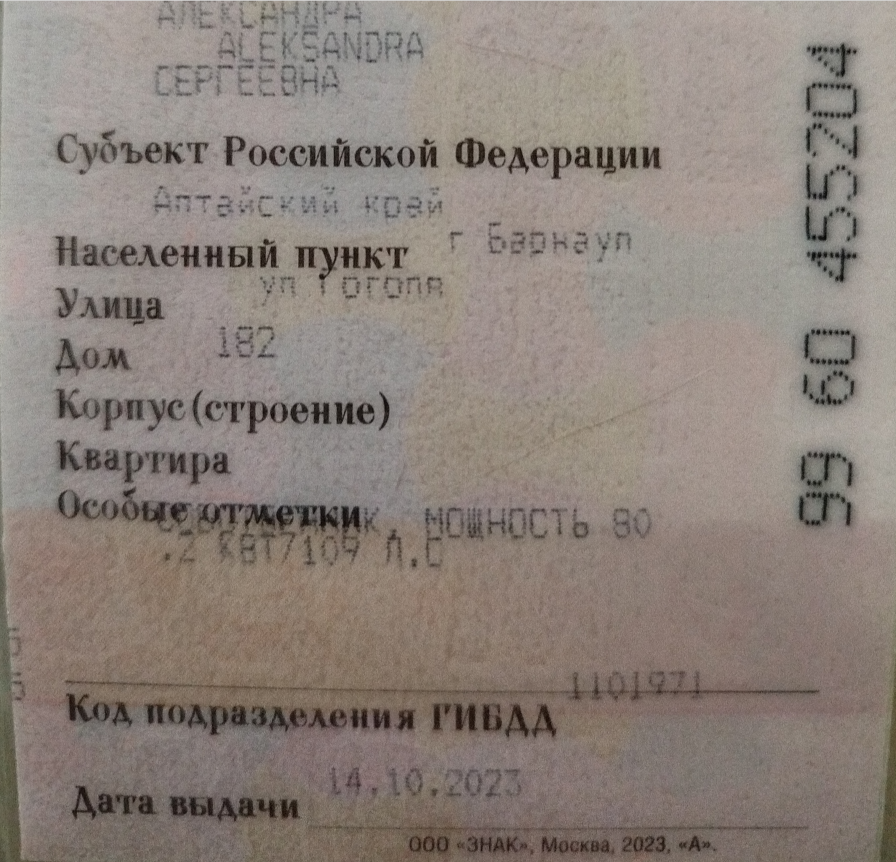 АЛЕКСАНДРА
ALEKSANDRA
СЕРГЕЕВНА
Субъект Российской Федерации
Алтайский край
Населенный пункт г Барнаул
Улица ул Гоголя
Дом 182
Корпус (строение)
Квартира
Особые отметки
МОЩНОСТЬ 80
.2 КВТ/109 Л.С
1101971
Код подразделения ГИБДД
Дата выдачи 14.10.2023
ООО «ЗНАК», Москва, 2023, «А».
99 60 455204